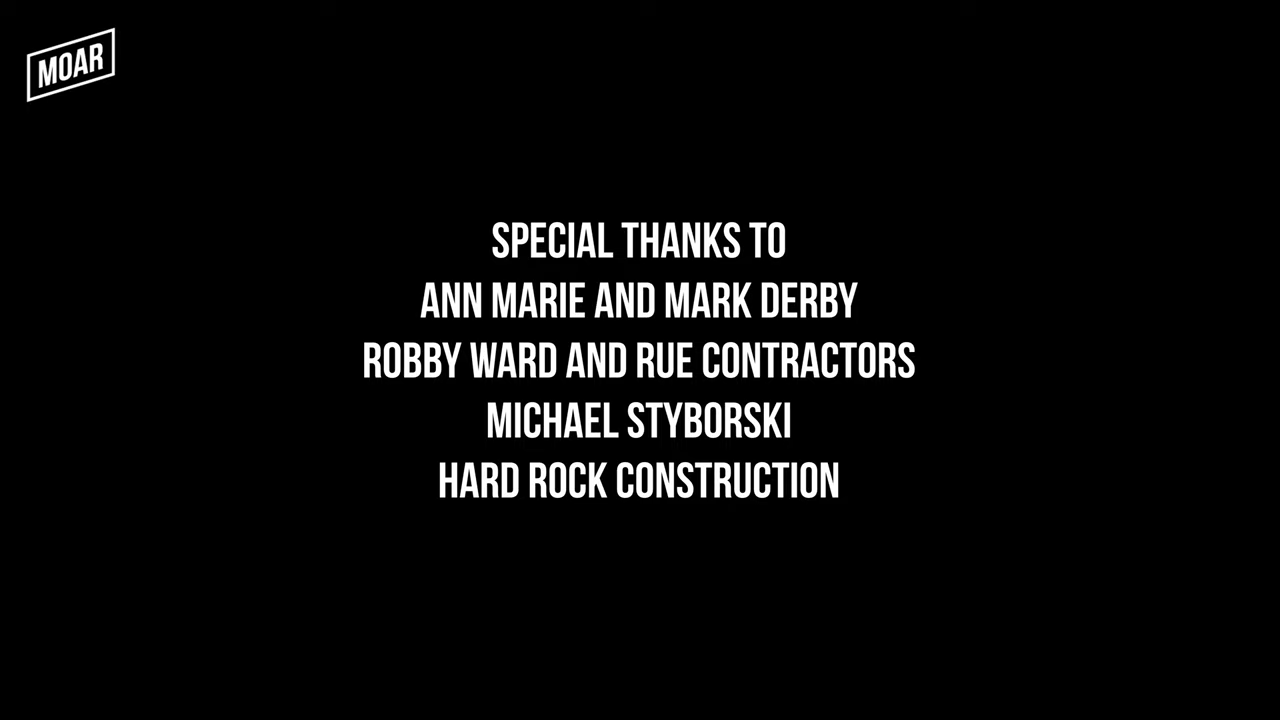 MOAR
SPECIAL THANKS TO
ANN MARIE AND MARK DERBY
ROBBY WARD AND RUE CONTRACTORS
MICHAEL STYBORSKI
HARD ROCK CONSTRUCTION